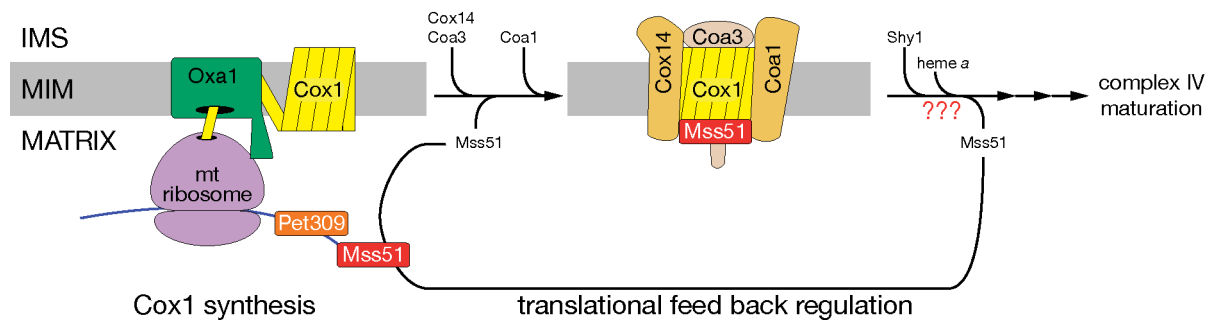 IMS
MIM
MATRIX
Oxa1
Cox1
mt
ribosome
Pet309
Mss51
Cox1 synthesis
Cox14
Coa3
Coa1
Mss51
Cox14
Coa3
Coa1
Cox1
Mss51
Shy1
heme a
???
Mss51
complex IV
maturation
translational feed back regulation